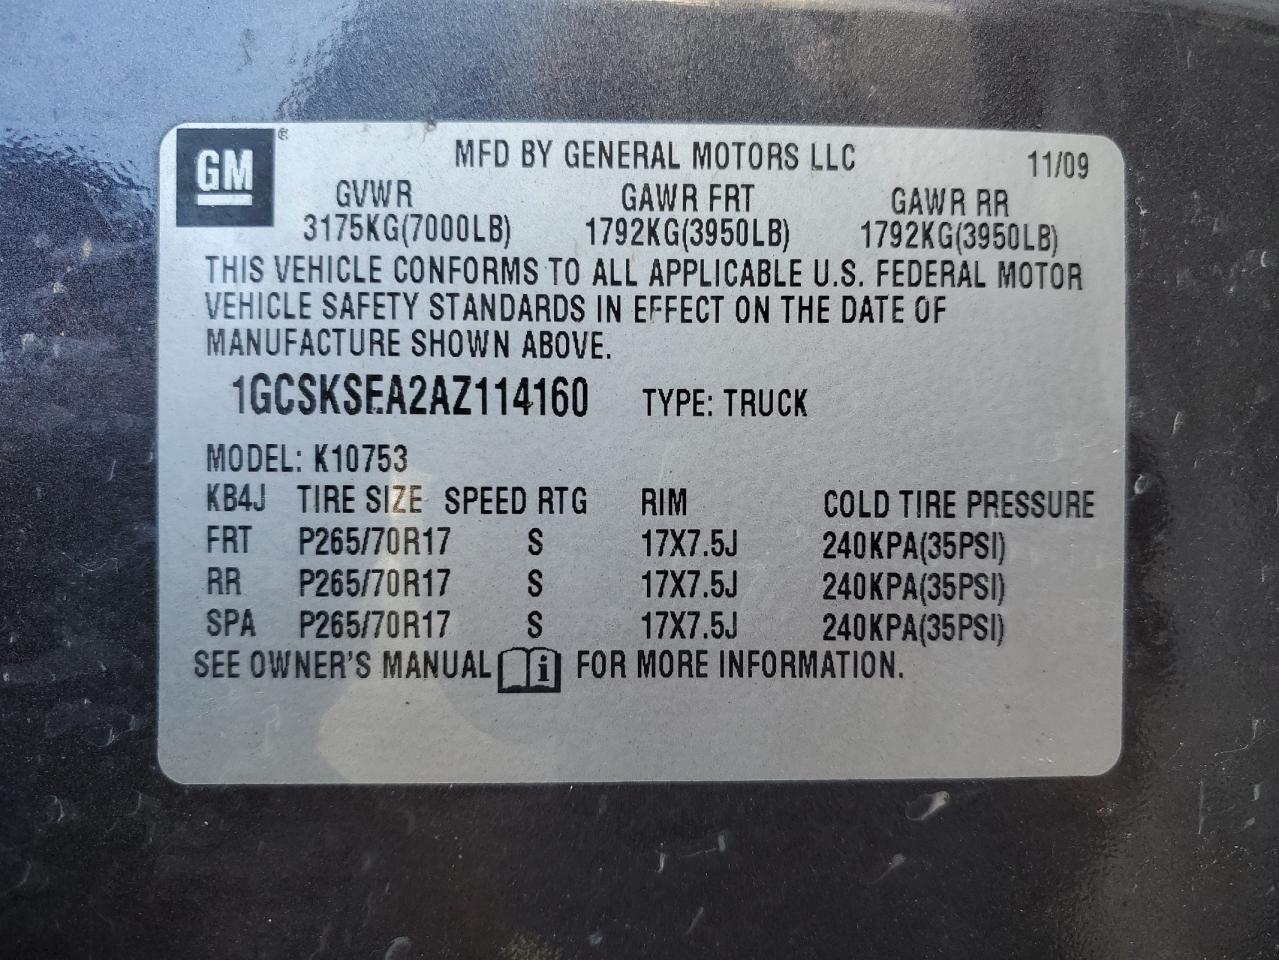 GM ®
MFD BY GENERAL MOTORS LLC 11/09
GVWR GAWR FRT GAWR RR
3175KG(7000LB) 1792KG(3950LB) 1792KG(3950LB)
THIS VEHICLE CONFORMS TO ALL APPLICABLE U.S. FEDERAL MOTOR
VEHICLE SAFETY STANDARDS IN EFFECT ON THE DATE OF
MANUFACTURE SHOWN ABOVE.
1GCSKSEA2AZ114160 TYPE: TRUCK
MODEL: K10753
KB4J TIRE SIZE SPEED RTG RIM COLD TIRE PRESSURE
FRT P265/70R17 S 17X7.5J 240KPA(35PSI)
RR P265/70R17 S 17X7.5J 240KPA(35PSI)
SPA P265/70R17 S 17X7.5J 240KPA(35PSI)
SEE OWNER'S MANUAL i FOR MORE INFORMATION.